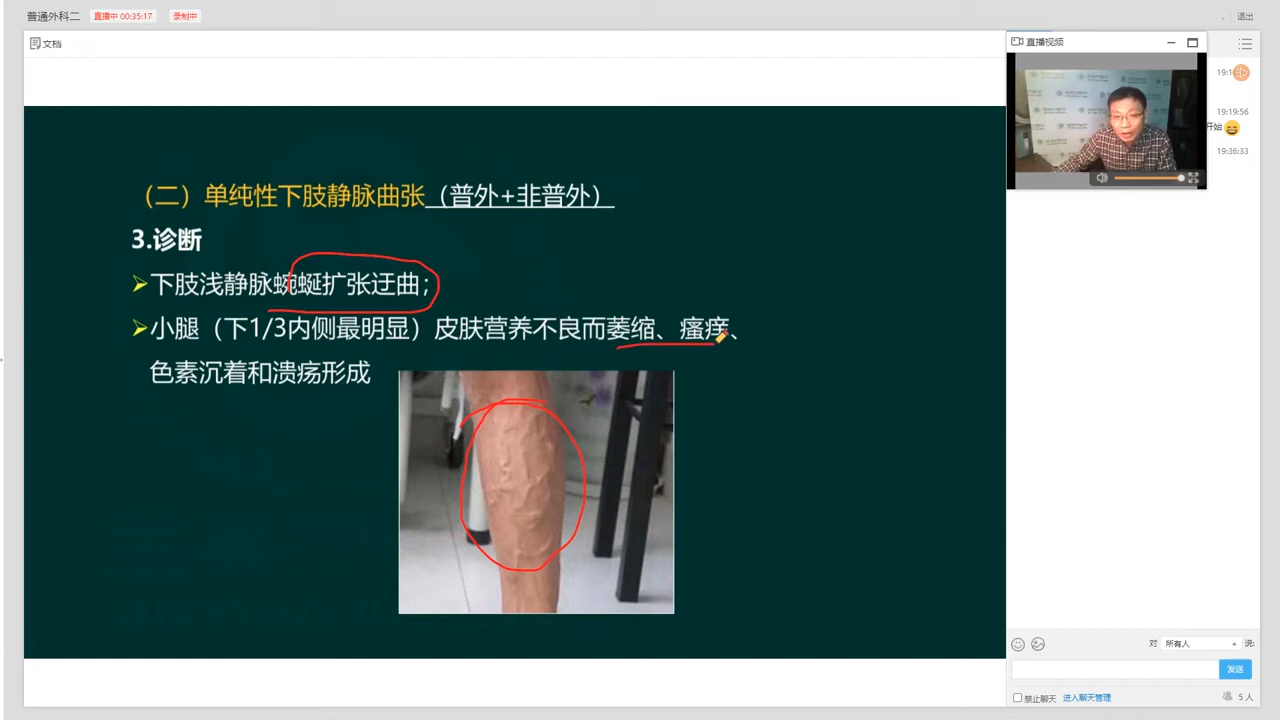 普通外科二
直播中 00:35:17
录制中
退出
文档
直播视频
19:1
19:19:56
开始
19:36:33
（二）单纯性下肢静脉曲张（普外+非普外）
3.诊断
下肢浅静脉蜿蜒扩张迂曲；
小腿（下1/3内侧最明显）皮肤营养不良而萎缩、瘙痒、
色素沉着和溃疡形成
对 所有人 说:
发送
禁止聊天 进入聊天管理
5 人